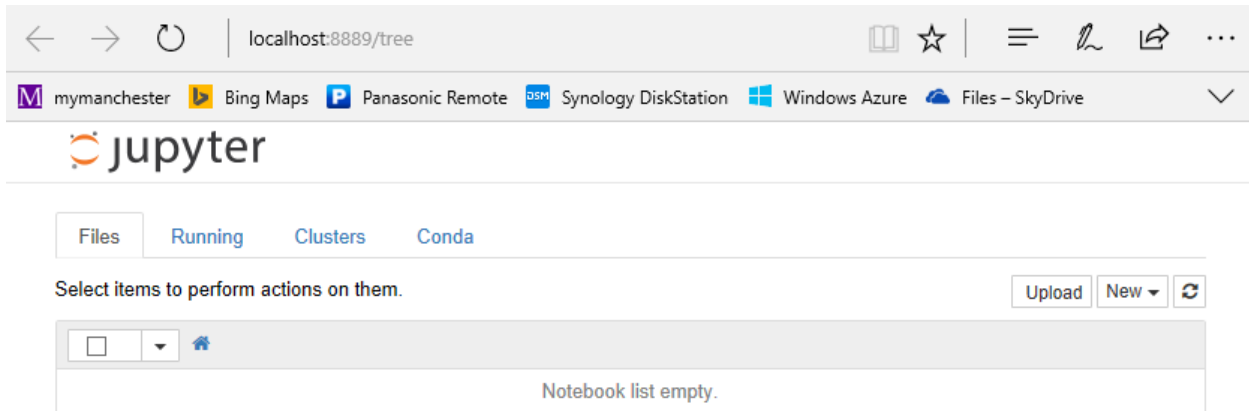 localhost:8889/tree
M mymanchester Bing Maps P Panasonic Remote DSM Synology DiskStation Windows Azure Files – SkyDrive
jupyter
Files Running Clusters Conda
Select items to perform actions on them. Upload New
Notebook list empty.